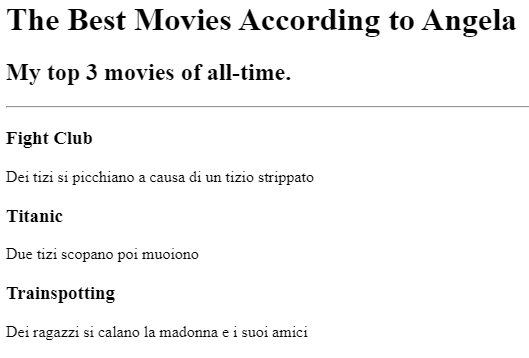 The Best Movies According to Angela
My top 3 movies of all-time.
Fight Club
Dei tizi si picchiano a causa di un tizio strippato
Titanic
Due tizi scopano poi muoiono
Trainspotting
Dei ragazzi si calano la madonna e i suoi amici